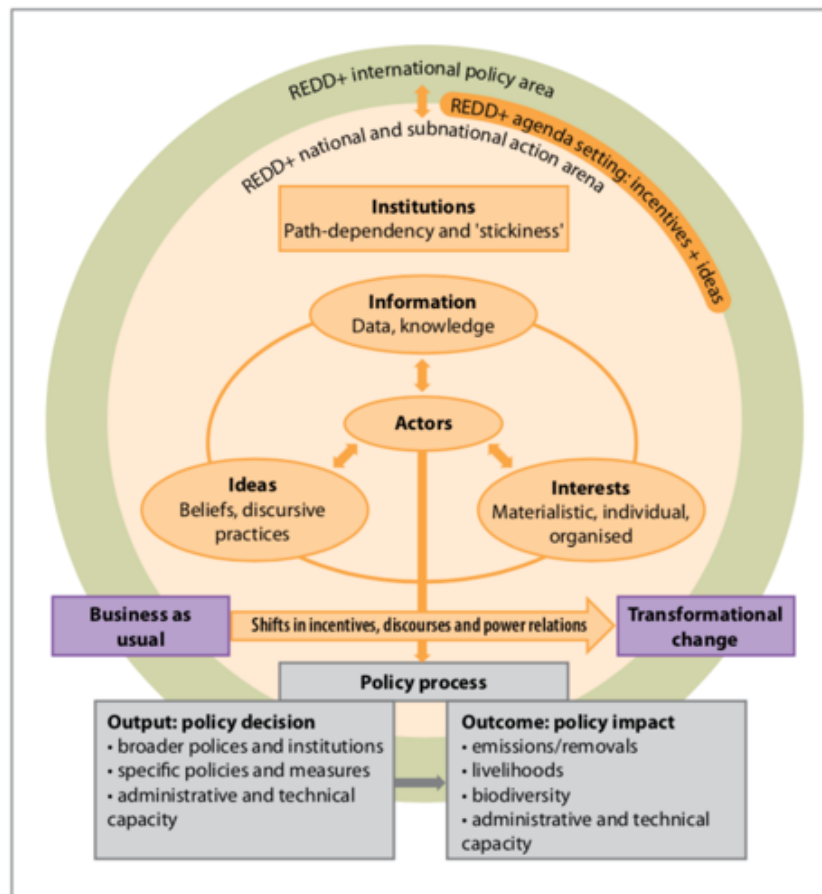 REDD+ international policy area
REDD+ agenda setting: incentives + ideas
REDD+ national and subnational action arena
Institutions
Path-dependency and 'stickiness'
Information
Data, knowledge
Actors
Ideas
Beliefs, discursive
practices
Interests
Materialistic, individual,
organised
Business as
usual
Shifts in incentives, discourses and power relations
Transformational
change
Policy process
Output: policy decision
• broader polices and institutions
• specific policies and measures
• administrative and technical
capacity
Outcome: policy impact
• emissions/removals
• livelihoods
• biodiversity
• administrative and technical
capacity